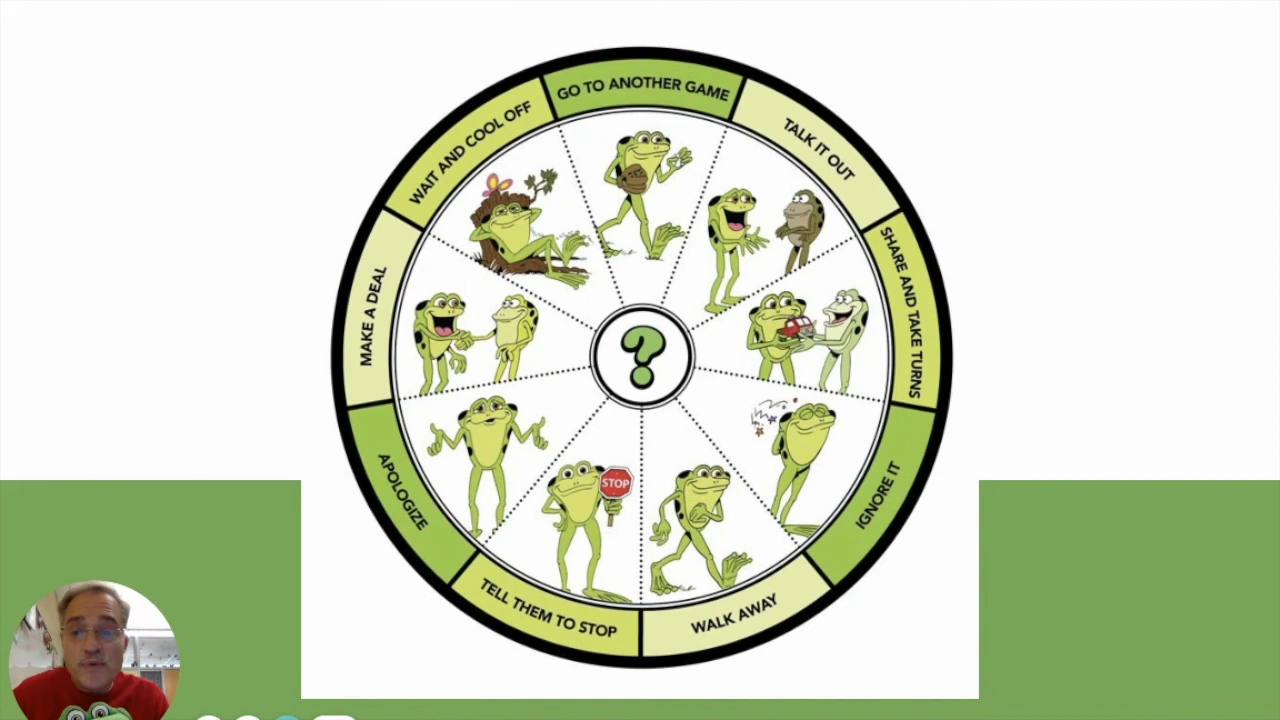 GO TO ANOTHER GAME
TALK IT OUT
SHARE AND TAKE TURNS
IGNORE IT
WALK AWAY
TELL THEM TO STOP
STOP
APOLOGIZE
MAKE A DEAL
WAIT AND COOL OFF
?